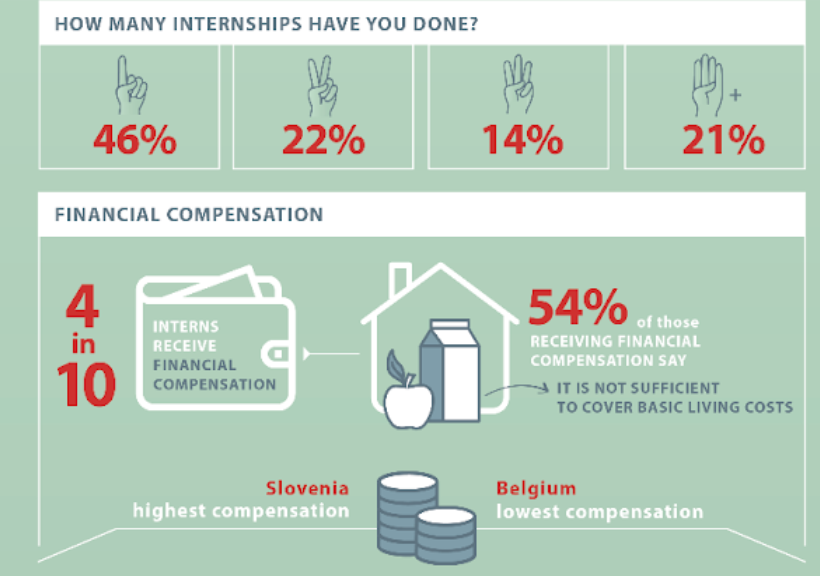 HOW MANY INTERNSHIPS HAVE YOU DONE?
46%
22%
14%
+
21%
FINANCIAL COMPENSATION
4
in
10
INTERNS
RECEIVE
FINANCIAL
COMPENSATION
54% of those
RECEIVING FINANCIAL
COMPENSATION SAY
IT IS NOT SUFFICIENT
TO COVER BASIC LIVING COSTS
Slovenia
highest compensation
Belgium
lowest compensation